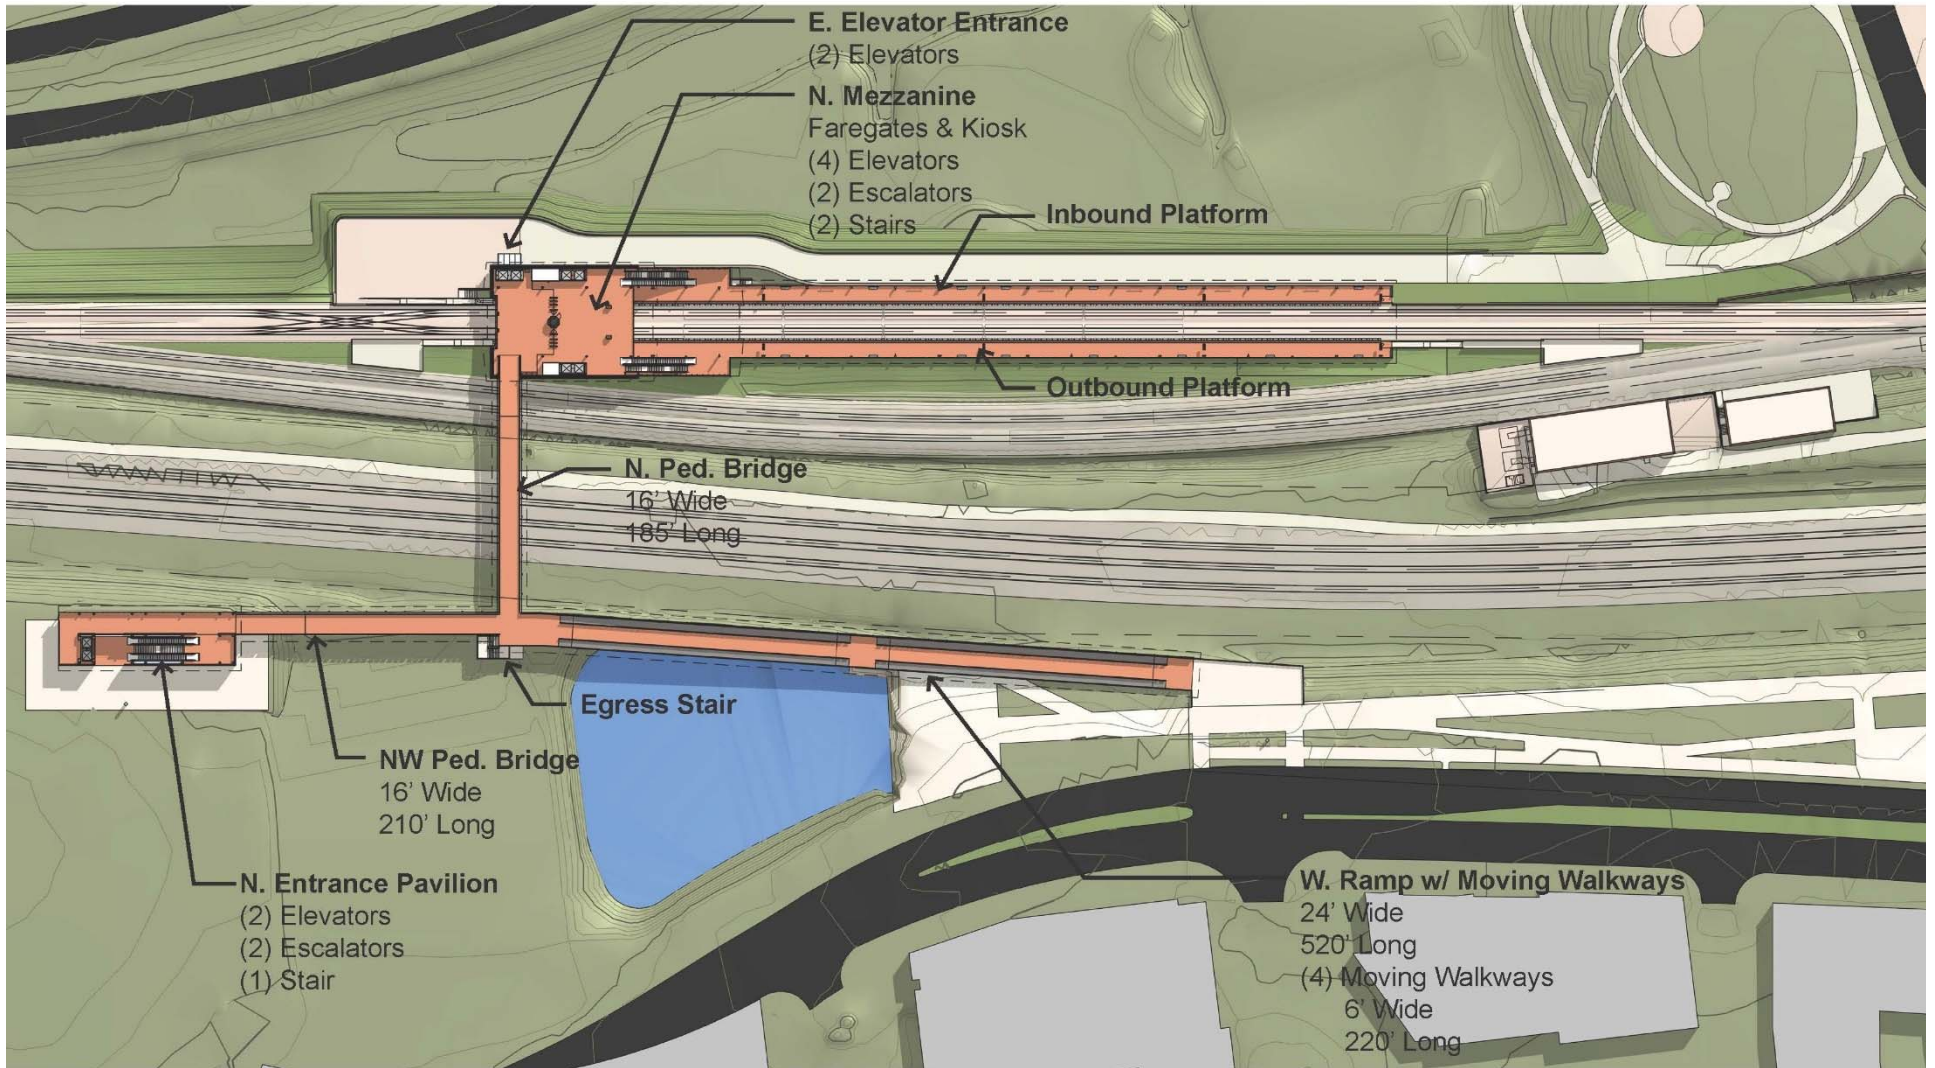 E. Elevator Entrance
(2) Elevators
N. Mezzanine
Faregates & Kiosk
(4) Elevators
(2) Escalators
(2) Stairs
Inbound Platform
Outbound Platform
N. Ped. Bridge
16' Wide
185' Long
Egress Stair
NW Ped. Bridge
16' Wide
210' Long
N. Entrance Pavilion
(2) Elevators
(2) Escalators
(1) Stair
W. Ramp w/ Moving Walkways
24' Wide
520' Long
(4) Moving Walkways
6' Wide
220' Long